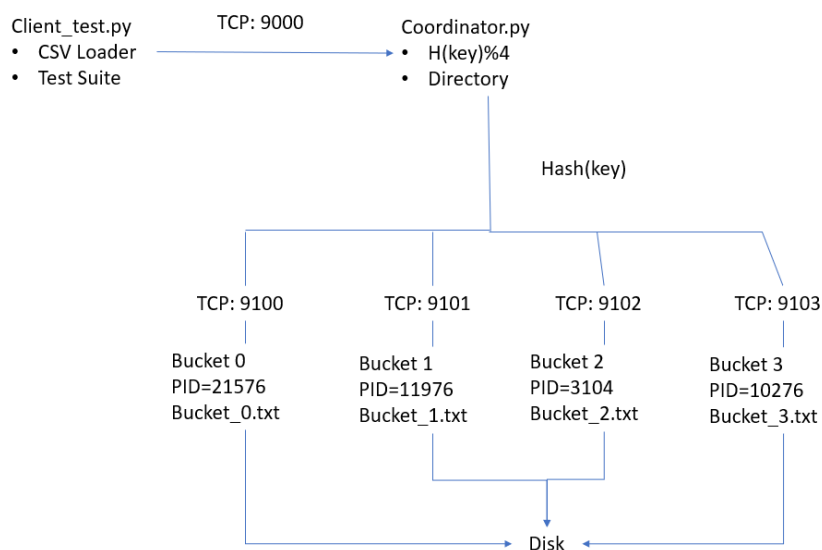 Client_test.py
• CSV Loader
• Test Suite
TCP: 9000
Coordinator.py
• H(key)%4
• Directory
Hash(key)
TCP: 9100
TCP: 9101
TCP: 9102
TCP: 9103
Bucket 0
PID=21576
Bucket_0.txt
Bucket 1
PID=11976
Bucket_1.txt
Bucket 2
PID=3104
Bucket_2.txt
Bucket 3
PID=10276
Bucket_3.txt
Disk